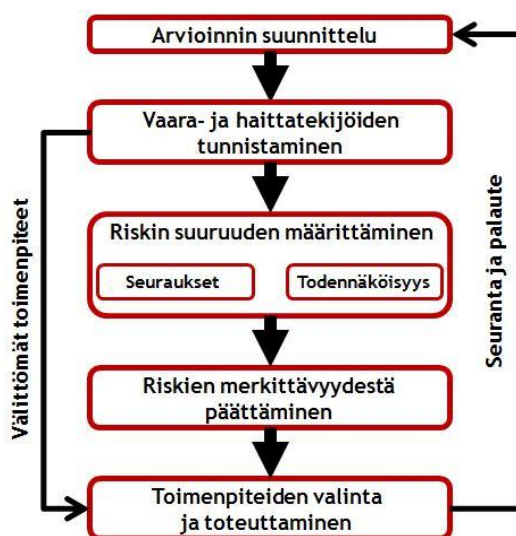 Arvioinnin suunnittelu
Vaara- ja haittatekijöiden
tunnistaminen
Riskin suuruuden määrittäminen
Seuraukset
Todennäköisyys
Riskien merkittävyydestä
päättäminen
Toimenpiteiden valinta
ja toteuttaminen
Välittömät toimenpiteet
Seuranta ja palaute